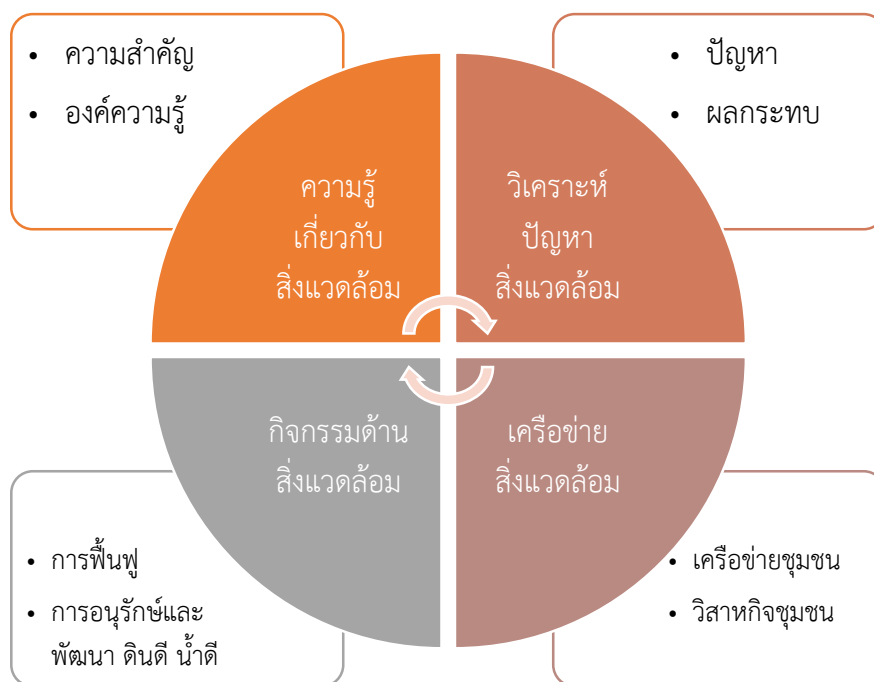 • ความสำคัญ
• องค์ความรู้
• ปัญหา
• ผลกระทบ
ความรู้
เกี่ยวกับ
สิ่งแวดล้อม
วิเคราะห์
ปัญหา
สิ่งแวดล้อม
กิจกรรมด้าน
สิ่งแวดล้อม
เครือข่าย
สิ่งแวดล้อม
• การฟื้นฟู
• การอนุรักษ์และ
พัฒนา ดินดี น้ำดี
• เครือข่ายชุมชน
• วิสาหกิจชุมชน